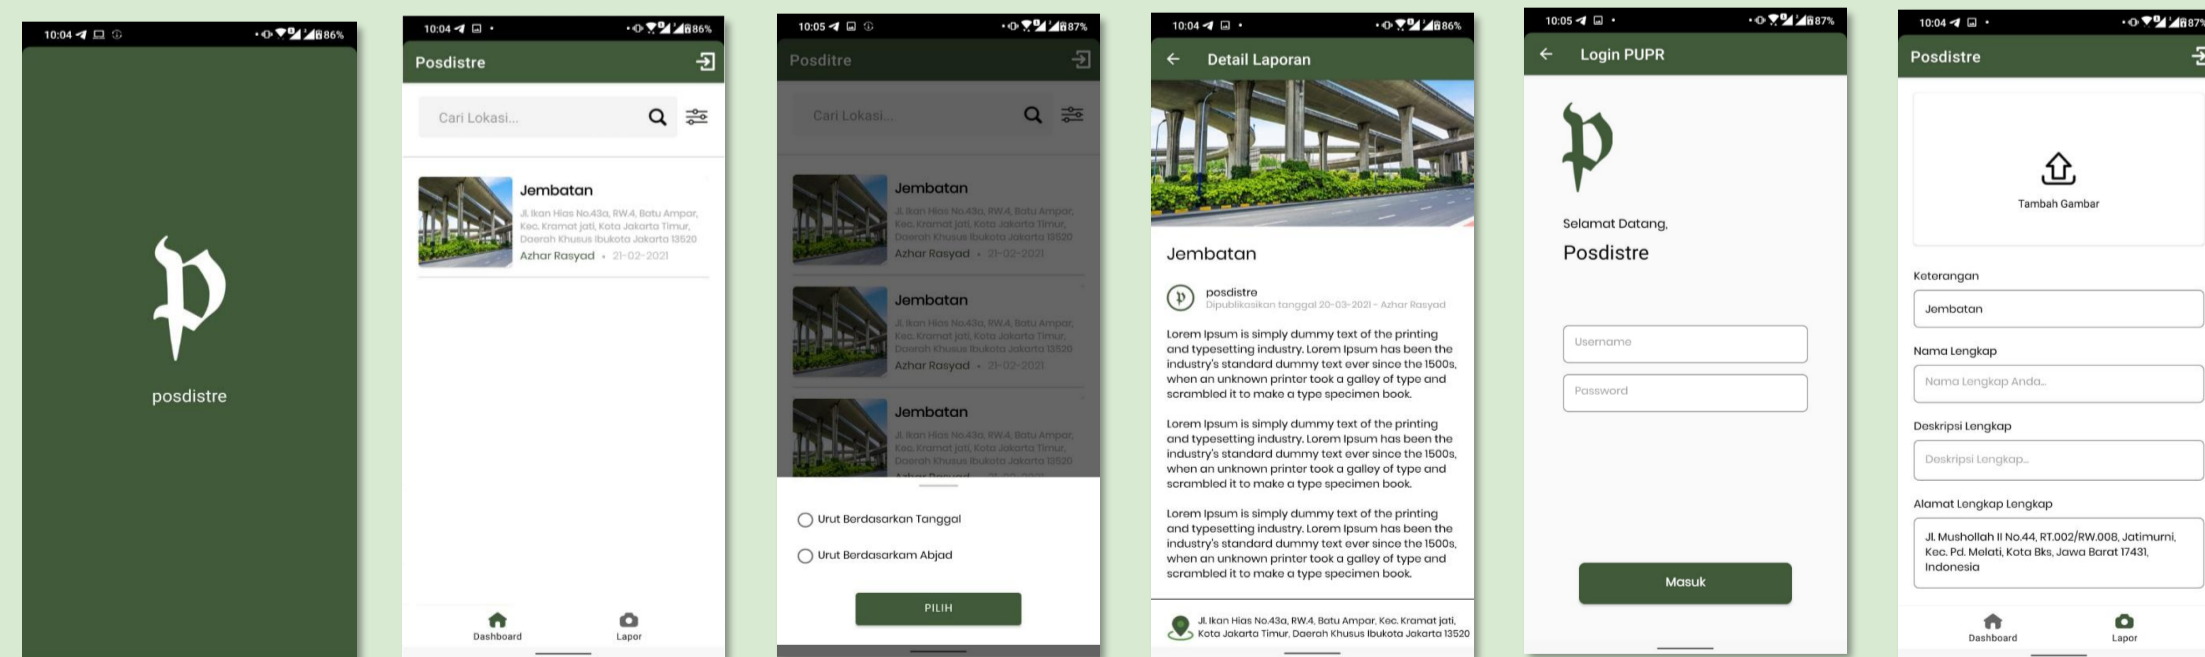 10:04
86%
posdistre
10:04
86%
Posdistre
Cari Lokasi...
Jembatan
Jl. Ikan Hias No.43a, RW.4, Batu Ampar,
Kec. Kramat jati, Kota Jakarta Timur,
Daerah Khusus Ibukota Jakarta 13520
Azhar Rasyad • 21-02-2021
Dashboard
Lapor
10:05
87%
Posditre
Cari Lokasi...
Jembatan
Jl. Ikan Hias No.43a, RW.4, Batu Ampar,
Kec. Kramat jati, Kota Jakarta Timur,
Daerah Khusus Ibukota Jakarta 13520
Azhar Rasyad • 21-02-2021
Jembatan
Jl. Ikan Hias No.43a, RW.4, Batu Ampar,
Kec. Kramat jati, Kota Jakarta Timur,
Daerah Khusus Ibukota Jakarta 13520
Azhar Rasyad • 21-02-2021
Jembatan
Jl. Ikan Hias No.43a, RW.4, Batu Ampar,
Kec. Kramat jati, Kota Jakarta Timur,
Daerah Khusus Ibukota Jakarta 13520
Urut Berdasarkan Tanggal
Urut Berdasarkam Abjad
PILIH
10:04
86%
Detail Laporan
Jembatan
posdistre
Dipublikasikan tanggal 20-03-2021 - Azhar Rasyad
Lorem Ipsum is simply dummy text of the printing
and typesetting industry. Lorem Ipsum has been the
industry's standard dummy text ever since the 1500s,
when an unknown printer took a galley of type and
scrambled it to make a type specimen book.
Lorem Ipsum is simply dummy text of the printing
and typesetting industry. Lorem Ipsum has been the
industry's standard dummy text ever since the 1500s,
when an unknown printer took a galley of type and
scrambled it to make a type specimen book.
Lorem Ipsum is simply dummy text of the printing
and typesetting industry. Lorem Ipsum has been the
industry's standard dummy text ever since the 1500s,
when an unknown printer took a galley of type and
scrambled it to make a type specimen book.
Jl. Ikan Hias No.43a, RW.4, Batu Ampar, Kec. Kramat jati,
Kota Jakarta Timur, Daerah Khusus Ibukota Jakarta 13520
10:05
87%
Login PUPR
Selamat Datang,
Posdistre
Username
Password
Masuk
10:04
87%
Posdistre
Tambah Gambar
Keterangan
Jembatan
Nama Lengkap
Nama Lengkap Anda...
Deskripsi Lengkap
Deskripsi Lengkap...
Alamat Lengkap Lengkap
Jl. Mushollah II No.44, RT.002/RW.008, Jatimurni,
Kec. Pd. Melati, Kota Bks, Jawa Barat 17431,
Indonesia
Dashboard
Lapor